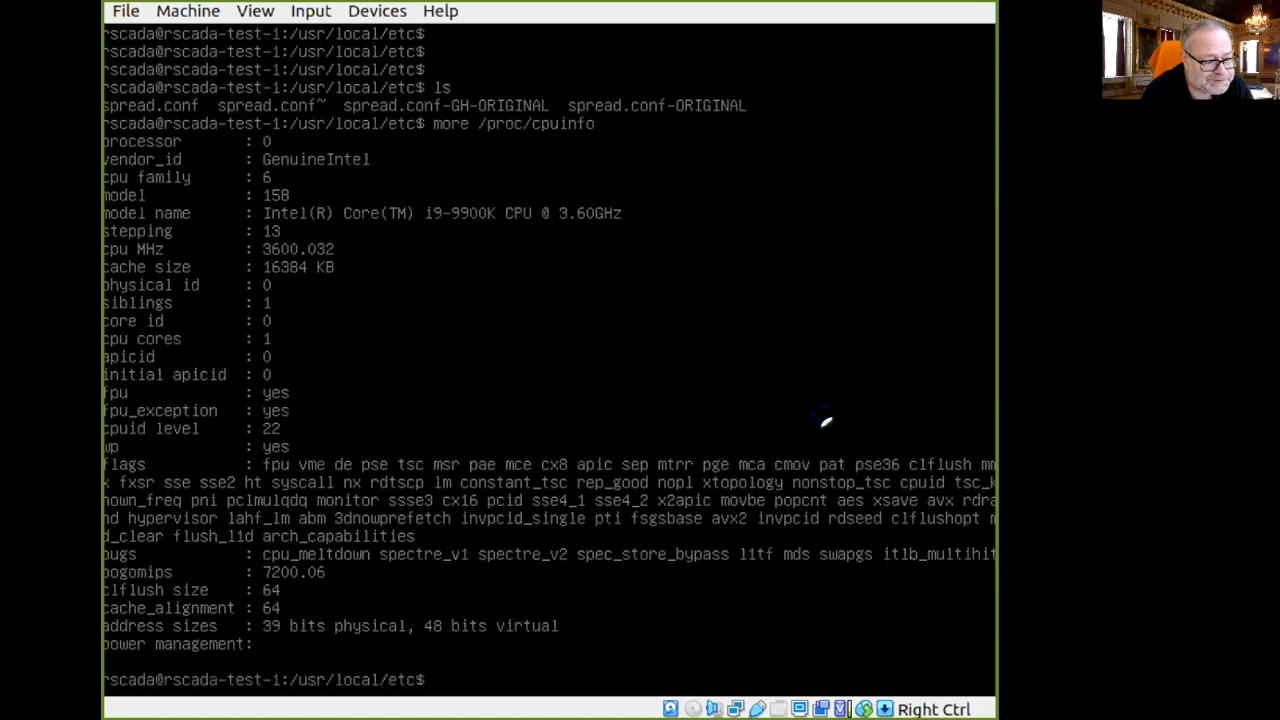 File Machine View Input Devices Help
rscada@rscada-test-1:/usr/local/etc$
rscada@rscada-test-1:/usr/local/etc$
rscada@rscada-test-1:/usr/local/etc$
rscada@rscada-test-1:/usr/local/etc$ ls
spread.conf spread.conf~ spread.conf-GH-ORIGINAL spread.conf-ORIGINAL
rscada@rscada-test-1:/usr/local/etc$ more /proc/cpuinfo
processor : 0
vendor_id : GenuineIntel
cpu family : 6
model : 158
model name : Intel(R) Core(TM) i9-9900K CPU @ 3.60GHz
stepping : 13
cpu MHz : 3600.032
cache size : 16384 KB
physical id : 0
siblings : 1
core id : 0
cpu cores : 1
apicid : 0
initial apicid : 0
fpu : yes
fpu_exception : yes
cpuid level : 22
wp : yes
flags : fpu vme de pse tsc msr pae mce cx8 apic sep mtrr pge mca cmov pat pse36 clflush mm
x fxsr sse sse2 ht syscall nx rdtscp lm constant_tsc rep_good nopl xtopology nonstop_tsc cpuid tsc_k
nown_freq pni pclmulqdq monitor ssse3 cx16 pcid sse4_1 sse4_2 x2apic movbe popcnt aes xsave avx rdra
nd hypervisor lahf_lm abm 3dnowprefetch invpcid_single pti fsgsbase avx2 invpcid rdseed clflushopt m
d_clear flush_l1d arch_capabilities
bugs : cpu_meltdown spectre_v1 spectre_v2 spec_store_bypass l1tf mds swapgs itlb_multihit
bogomips : 7200.06
clflush size : 64
cache_alignment : 64
address sizes : 39 bits physical, 48 bits virtual
power management:
rscada@rscada-test-1:/usr/local/etc$
Right Ctrl